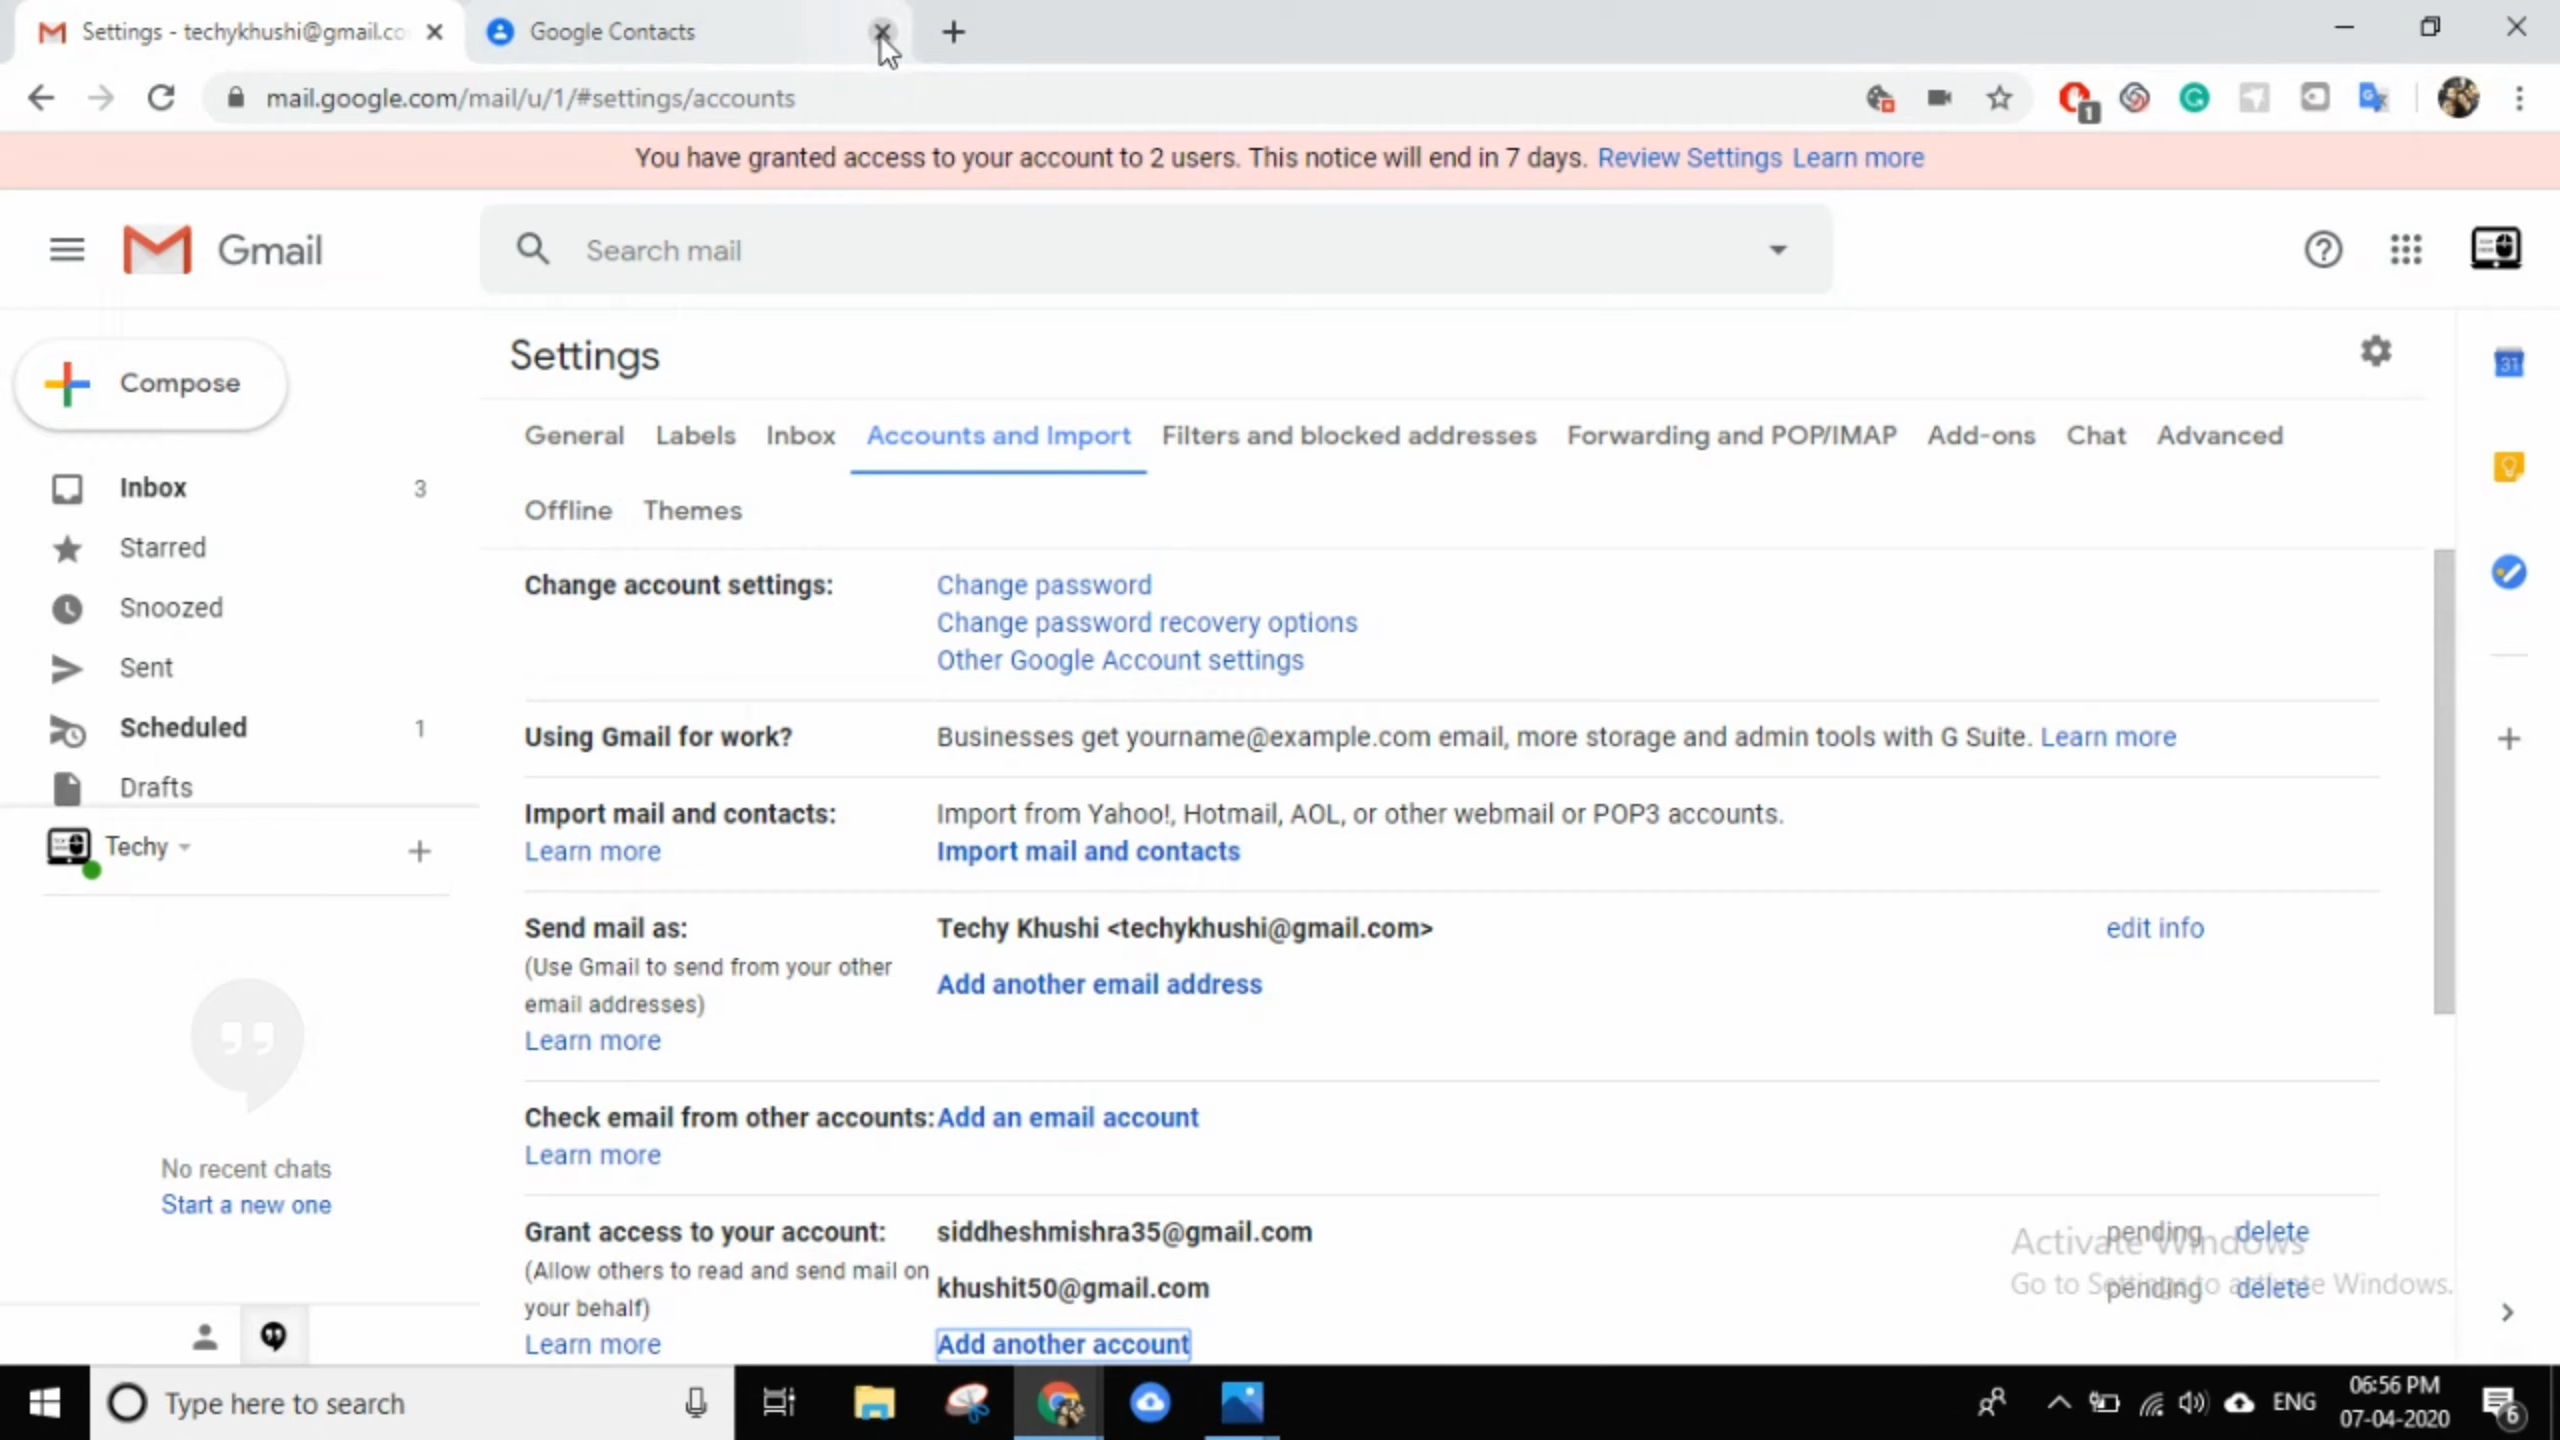 Settings - techykhushi@gmail.co
Google Contacts
mail.google.com/mail/u/1/#settings/accounts
1
You have granted access to your account to 2 users. This notice will end in 7 days. Review Settings Learn more
Gmail
Search mail
Compose
Settings
31
General Labels Inbox Accounts and Import Filters and blocked addresses Forwarding and POP/IMAP Add-ons Chat Advanced
Offline Themes
Inbox 3
Starred
Snoozed
Sent
Scheduled 1
Drafts
Techy
No recent chats
Start a new one
Change account settings: Change password
Change password recovery options
Other Google Account settings
Using Gmail for work? Businesses get yourname@example.com email, more storage and admin tools with G Suite. Learn more
Import mail and contacts: Import from Yahoo!, Hotmail, AOL, or other webmail or POP3 accounts.
Learn more Import mail and contacts
Send mail as: Techy Khushi <techykhushi@gmail.com> edit info
(Use Gmail to send from your other Add another email address
email addresses)
Learn more
Check email from other accounts: Add an email account
Learn more
Grant access to your account: siddheshmishra35@gmail.com pending delete
(Allow others to read and send mail on khushit50@gmail.com pending delete
your behalf)
Learn more Add another account
Activate Windows
Go to Settings to activate Windows.
Type here to search
ENG 06:56 PM
07-04-2020
6